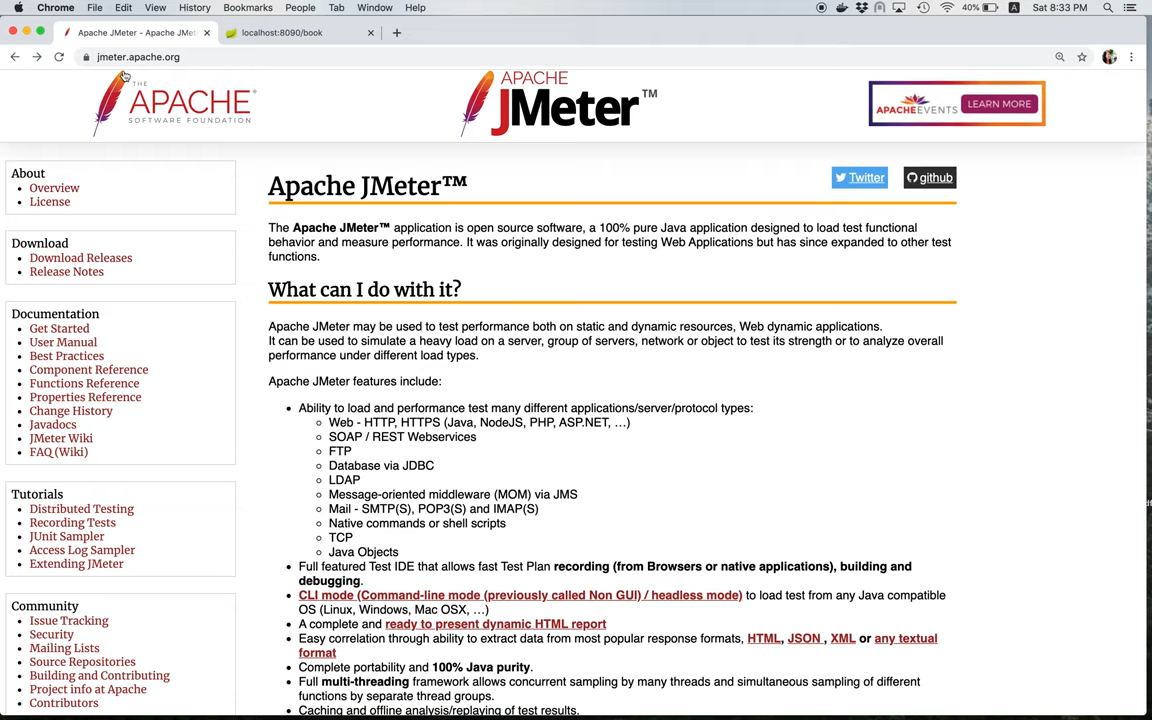 Chrome File Edit View History Bookmarks People Tab Window Help 40% A Sat 8:33 PM
Apache JMeter - Apache JMet localhost:8090/book
jmeter.apache.org
THE APACHE® SOFTWARE FOUNDATION
APACHE JMeter™
APACHE EVENTS LEARN MORE
About
Overview
License
Download
Download Releases
Release Notes
Documentation
Get Started
User Manual
Best Practices
Component Reference
Functions Reference
Properties Reference
Change History
Javadocs
JMeter Wiki
FAQ (Wiki)
Tutorials
Distributed Testing
Recording Tests
JUnit Sampler
Access Log Sampler
Extending JMeter
Community
Issue Tracking
Security
Mailing Lists
Source Repositories
Building and Contributing
Project info at Apache
Contributors
Apache JMeter™
Twitter github
The Apache JMeter™ application is open source software, a 100% pure Java application designed to load test functional
behavior and measure performance. It was originally designed for testing Web Applications but has since expanded to other test
functions.
What can I do with it?
Apache JMeter may be used to test performance both on static and dynamic resources, Web dynamic applications.
It can be used to simulate a heavy load on a server, group of servers, network or object to test its strength or to analyze overall
performance under different load types.
Apache JMeter features include:
• Ability to load and performance test many different applications/server/protocol types:
Web - HTTP, HTTPS (Java, NodeJS, PHP, ASP.NET, …)
SOAP / REST Webservices
FTP
Database via JDBC
LDAP
Message-oriented middleware (MOM) via JMS
Mail - SMTP(S), POP3(S) and IMAP(S)
Native commands or shell scripts
TCP
Java Objects
• Full featured Test IDE that allows fast Test Plan recording (from Browsers or native applications), building and
debugging.
• CLI mode (Command-line mode (previously called Non GUI) / headless mode) to load test from any Java compatible
OS (Linux, Windows, Mac OSX, …)
• A complete and ready to present dynamic HTML report
• Easy correlation through ability to extract data from most popular response formats, HTML, JSON , XML or any textual
format
• Complete portability and 100% Java purity.
• Full multi-threading framework allows concurrent sampling by many threads and simultaneous sampling of different
functions by separate thread groups.
• Caching and offline analysis/replaying of test results.